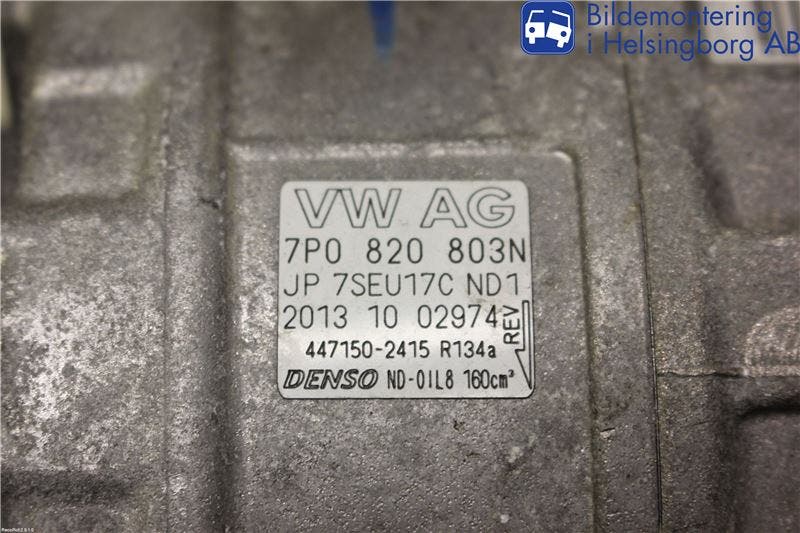 Bildemontering
i Helsingborg AB
VW AG
7P0 820 803N
JP 7SEU17C ND1
2013 10 02974
REV
447150-2415 R134a
DENSO ND-OIL8 160cm³